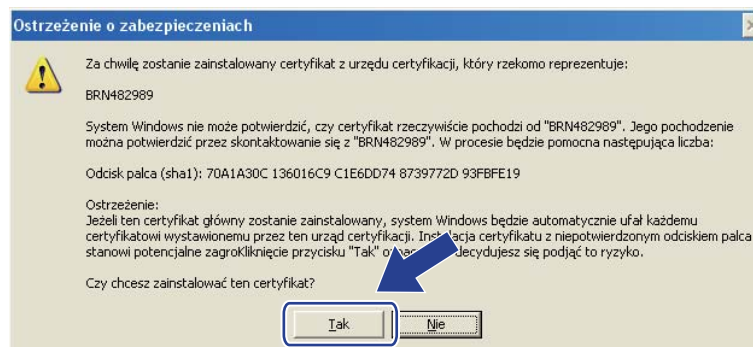 Ostrzeżenie o zabezpieczeniach
Za chwilę zostanie zainstalowany certyfikat z urzędu certyfikacji, który rzekomo reprezentuje:
BRN482989
System Windows nie może potwierdzić, czy certyfikat rzeczywiście pochodzi od "BRN482989". Jego pochodzenie
można potwierdzić przez skontaktowanie się z "BRN482989". W procesie będzie pomocna następująca liczba:
Odcisk palca (sha1): 70A1A30C 136016C9 C1E6DD74 8739772D 93FBFE19
Ostrzeżenie:
Jeżeli ten certyfikat główny zostanie zainstalowany, system Windows będzie automatycznie ufał każdemu
certyfikatowi wystawionemu przez ten urząd certyfikacji. Instalacja certyfikatu z niepotwierdzonym odciskiem palca
stanowi potencjalne zagroKliknięcie przycisku "Tak" decydujesz się podjąć to ryzyko.
Czy chcesz zainstalować ten certyfikat?
Tak Nie